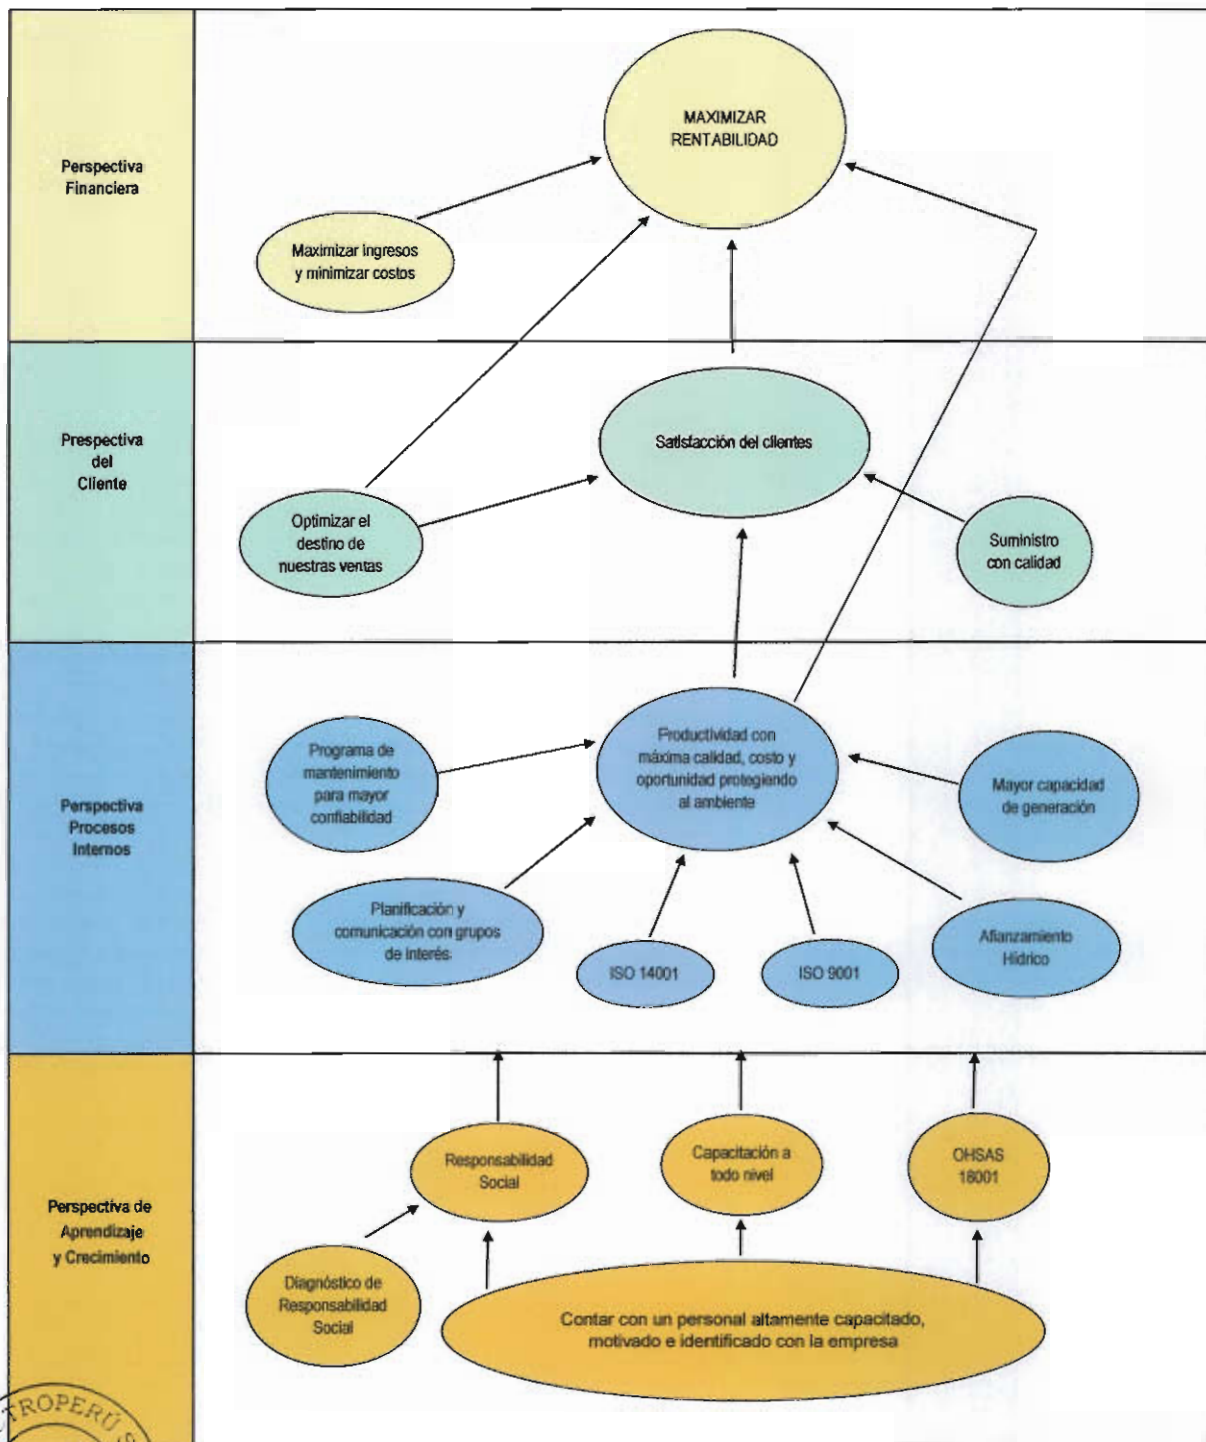 Perspectiva
Financiera
MAXIMIZAR
RENTABILIDAD
Maximizar ingresos
y minimizar costos
Prespectiva
del
Cliente
Satisfacción del clientes
Optimizar el
destino de
nuestras ventas
Suministro
con calidad
Perspectiva
Procesos
Internos
Programa de
mantenimiento
para mayor
confiabilidad
Productividad con
máxima calidad, costo y
oportunidad protegiendo
al ambiente
Mayor capacidad
de generación
Planificación y
comunicación con grupos
de interés
ISO 14001
ISO 9001
Afianzamiento
Hídrico
Perspectiva de
Aprendizaje
y Crecimiento
Responsabilidad
Social
Capacitación a
todo nivel
OHSAS
18001
Diagnóstico de
Responsabilidad
Social
Contar con un personal altamente capacitado,
motivado e identificado con la empresa
TROPERÚ S